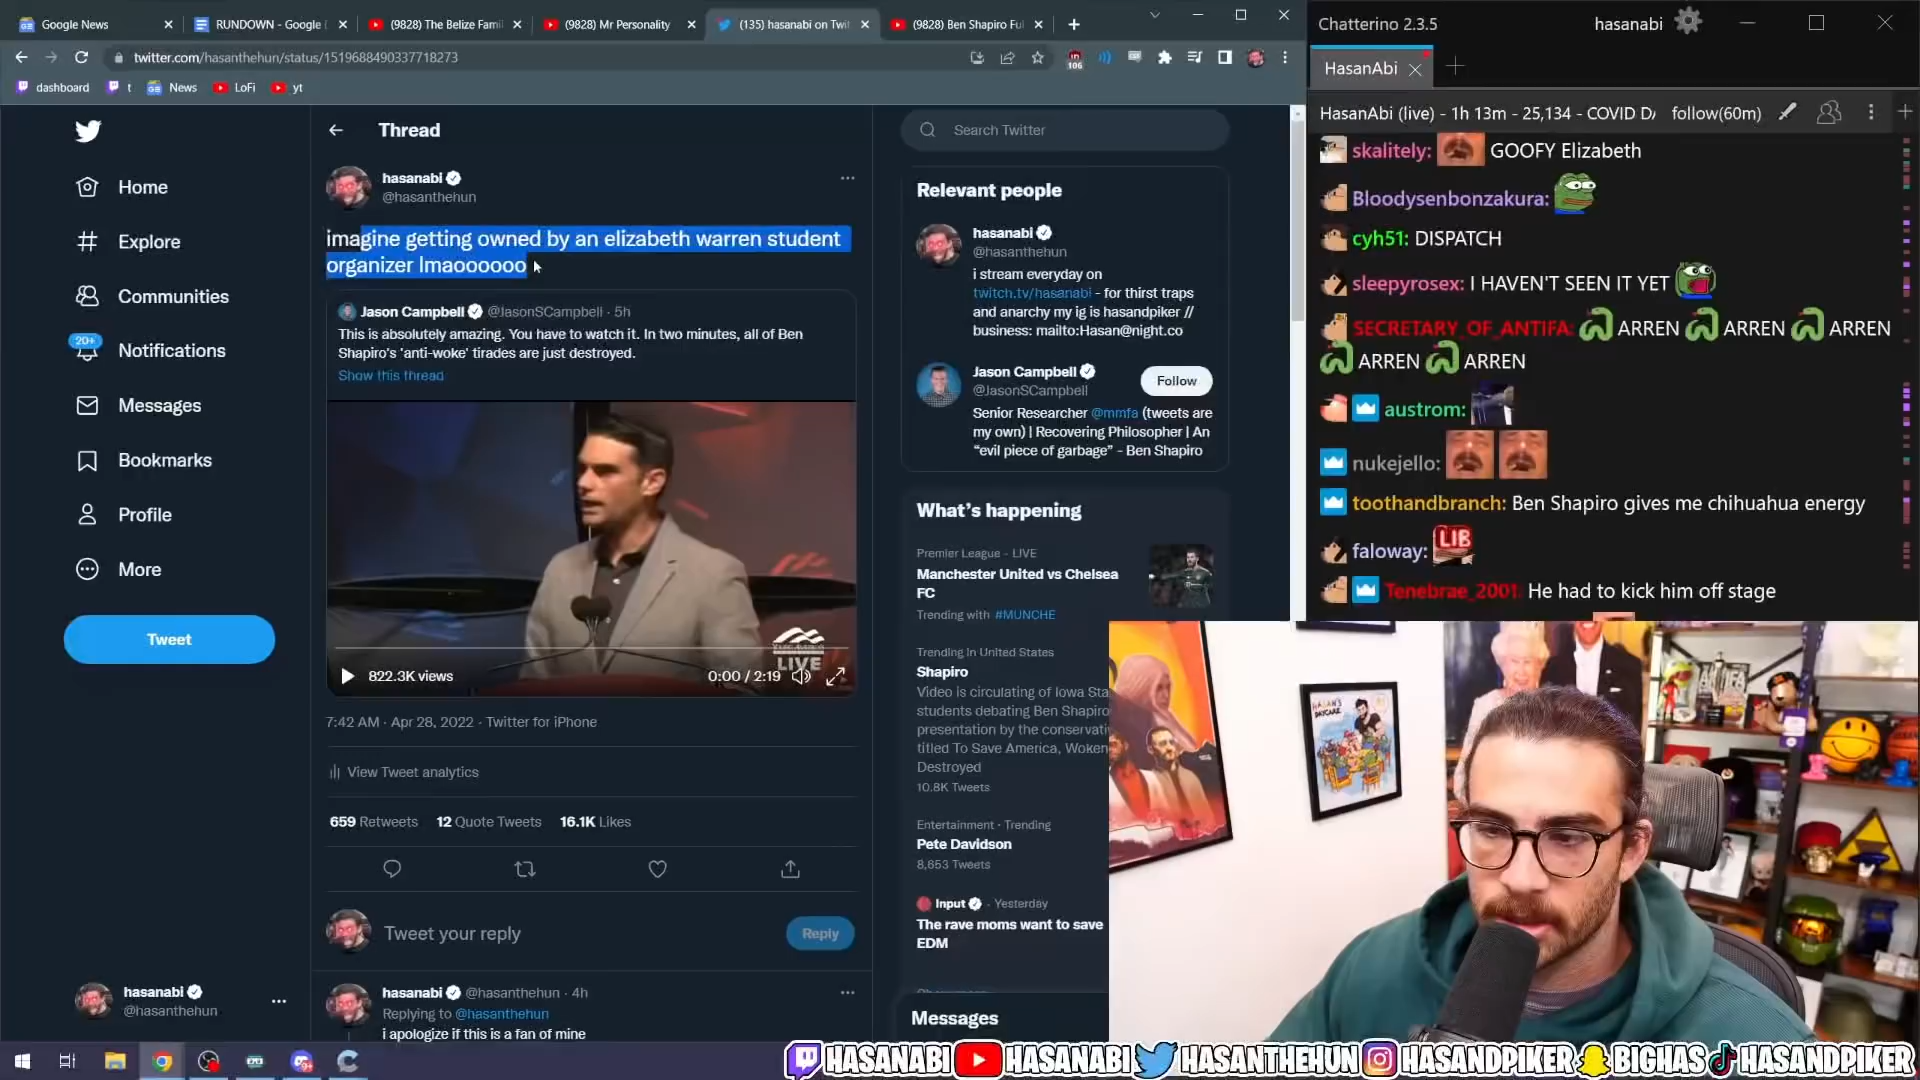 Google News
RUNDOWN - Google
(9828) The Belize Fami
(9828) Mr Personality
(135) hasanabi on Twit
(9828) Ben Shapiro Ful
twitter.com/hasanthehun/status/1519688490337718273
106
dashboard
t
News
LoFi
yt
Home
Explore
Communities
20+
Notifications
Messages
Bookmarks
Profile
More
Tweet
hasanabi
@hasanthehun
Thread
hasanabi
@hasanthehun
imagine getting owned by an elizabeth warren student
organizer lmaoooooo
Jason Campbell @JasonSCampbell · 5h
This is absolutely amazing. You have to watch it. In two minutes, all of Ben
Shapiro's 'anti-woke' tirades are just destroyed.
Show this thread
LIVE
822.3K views
0:00 / 2:19
7:42 AM · Apr 28, 2022 · Twitter for iPhone
View Tweet analytics
659 Retweets 12 Quote Tweets 16.1K Likes
Tweet your reply
Reply
hasanabi @hasanthehun · 4h
Replying to @hasanthehun
i apologize if this is a fan of mine
Search Twitter
Relevant people
hasanabi
@hasanthehun
i stream everyday on
twitch.tv/hasanabi - for thirst traps
and anarchy my ig is hasandpiker //
business: mailto:Hasan@night.co
Jason Campbell
@JasonSCampbell
Follow
Senior Researcher @mmfa (tweets are
my own) | Recovering Philosopher | An
“evil piece of garbage” - Ben Shapiro
What’s happening
Premier League · LIVE
Manchester United vs Chelsea
FC
Trending with #MUNCHE
Trending in United States
Shapiro
Video is circulating of Iowa Sta
students debating Ben Shapiro
presentation by the conservati
titled To Save America, Woken
Destroyed
10.8K Tweets
Entertainment · Trending
Pete Davidson
8,853 Tweets
Input · Yesterday
The rave moms want to save
EDM
Messages
Chatterino 2.3.5
hasanabi
HasanAbi
HasanAbi (live) - 1h 13m - 25,134 - COVID D
follow(60m)
skalitely: GOOFY Elizabeth
Bloodysenbonzakura:
cyh51: DISPATCH
sleepyrosex: I HAVEN'T SEEN IT YET
SECRETARY_OF_ANTIFA: ARREN ARREN ARREN
ARREN ARREN
austrom:
nukejello:
toothandbranch: Ben Shapiro gives me chihuahua energy
faloway: LIB
Tenebrae_2001: He had to kick him off stage
HASAN'S
DAYCARE
HASANABI HASANABI HASANTHEHUN HASANDPIKER BIGHAS HASANDPIKER